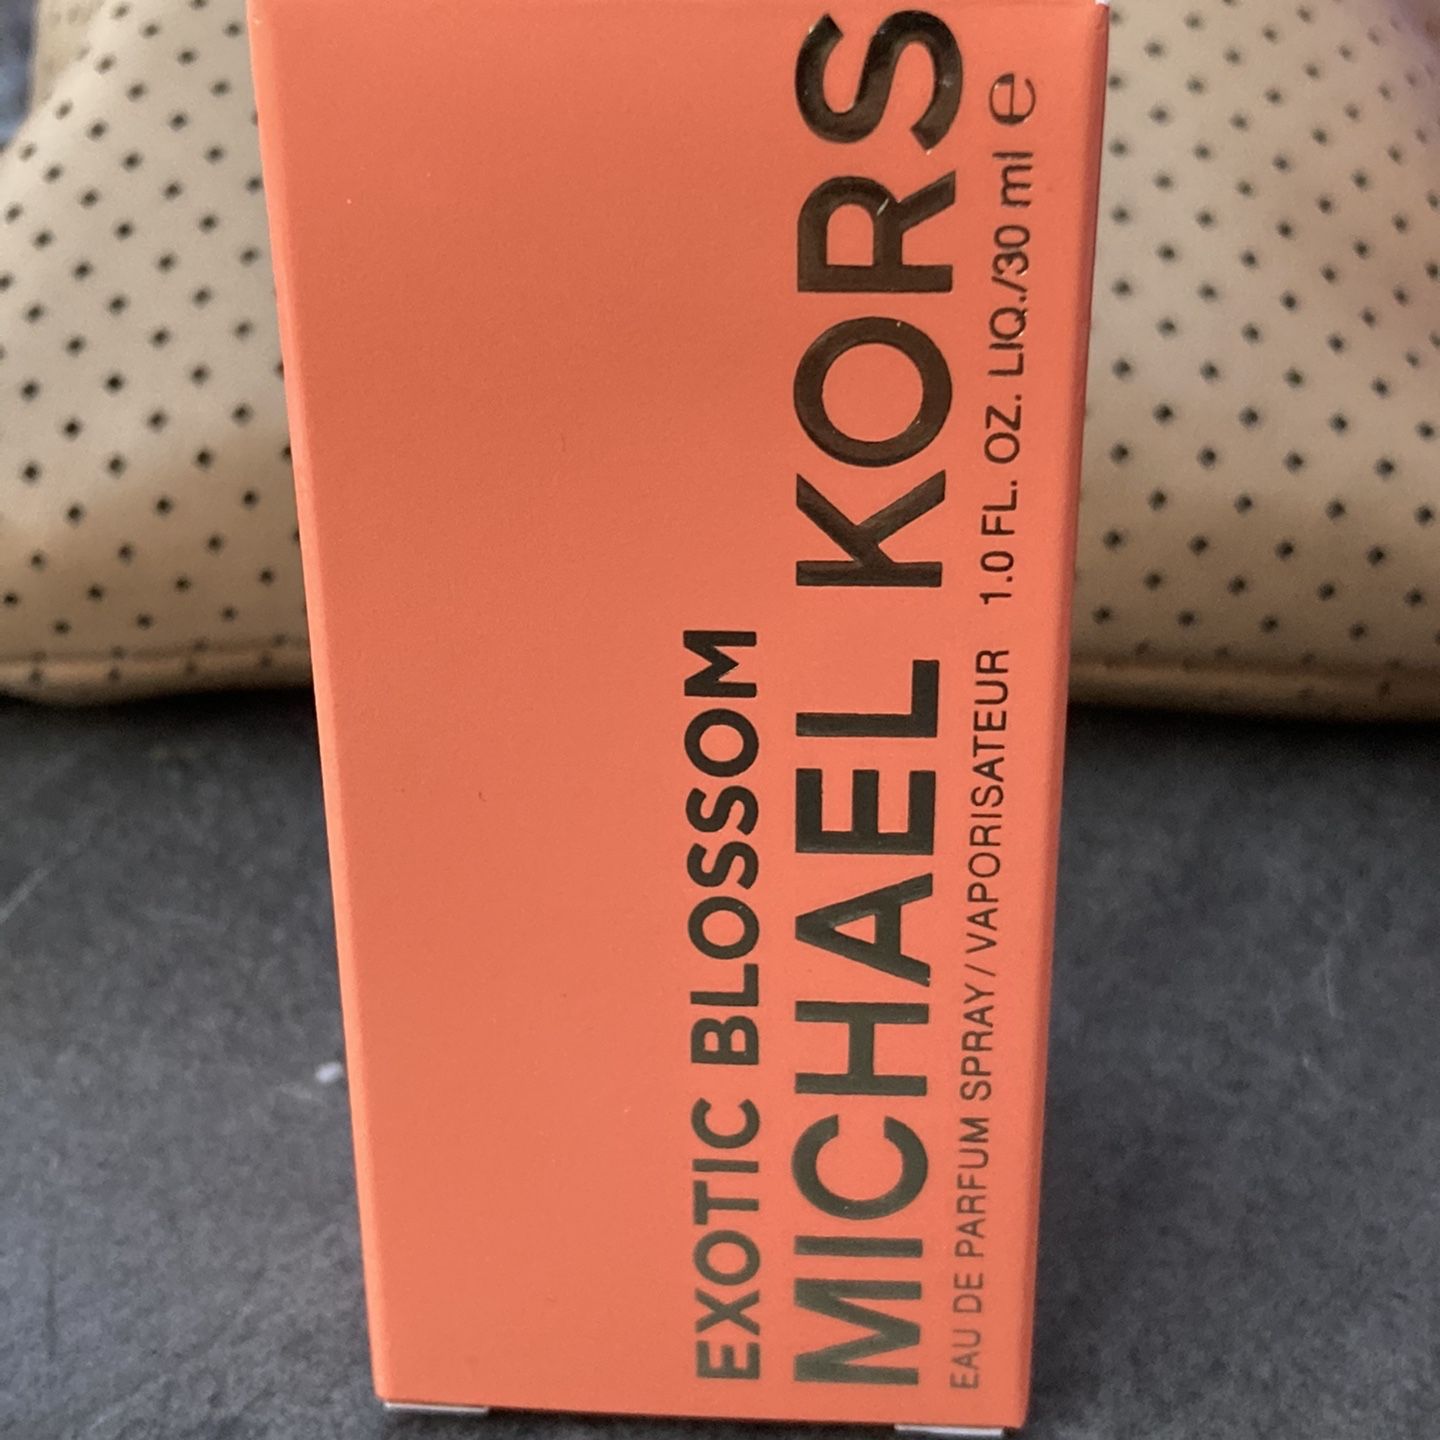 EXOTIC BLOSSOM
MICHAEL KORS
EAU DE PARFUM SPRAY / VAPORISATEUR 1.0 FL. OZ. LIQ./30 ml ℮